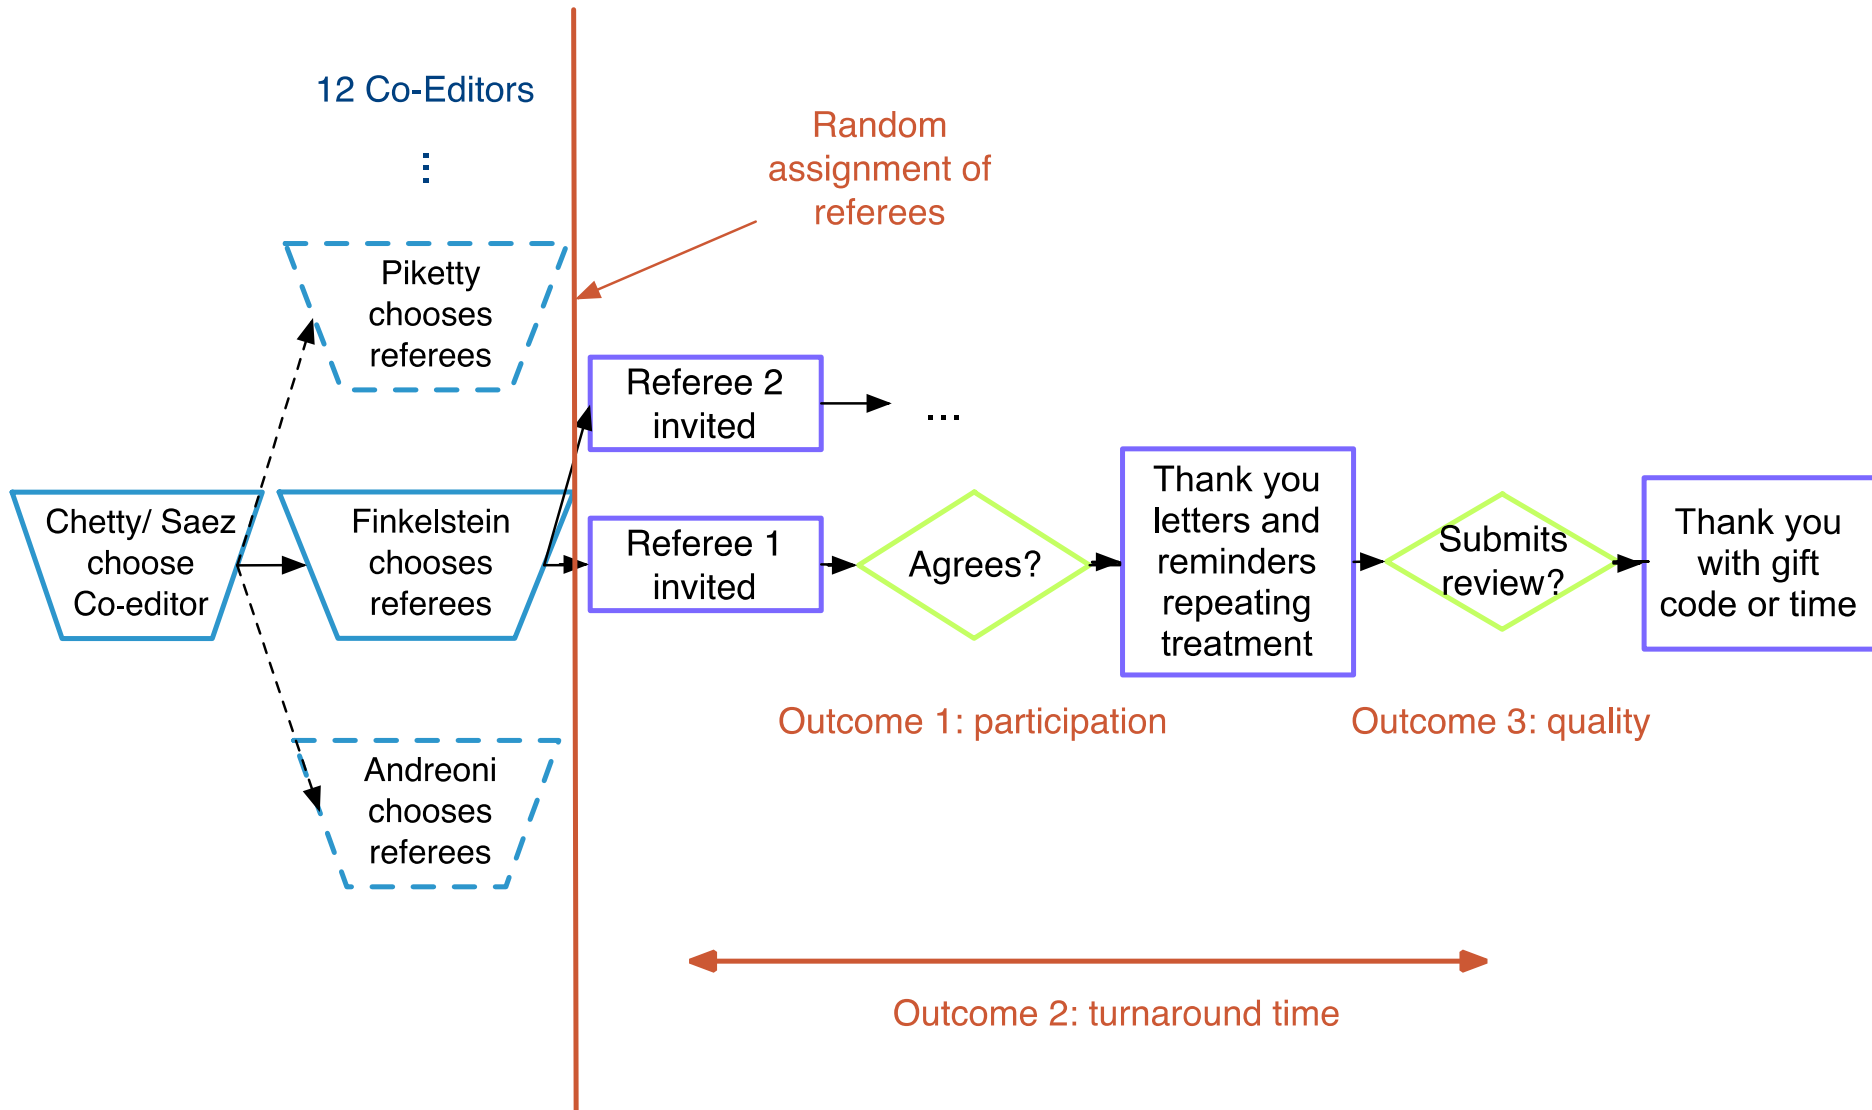 12 Co-Editors
⋮
Random
assignment of
referees
Piketty
chooses
referees
Referee 2
invited
...
Chetty/ Saez
choose
Co-editor
Finkelstein
chooses
referees
Referee 1
invited
Agrees?
Thank you
letters and
reminders
repeating
treatment
Submits
review?
Thank you
with gift
code or time
Outcome 1: participation
Outcome 3: quality
Andreoni
chooses
referees
Outcome 2: turnaround time